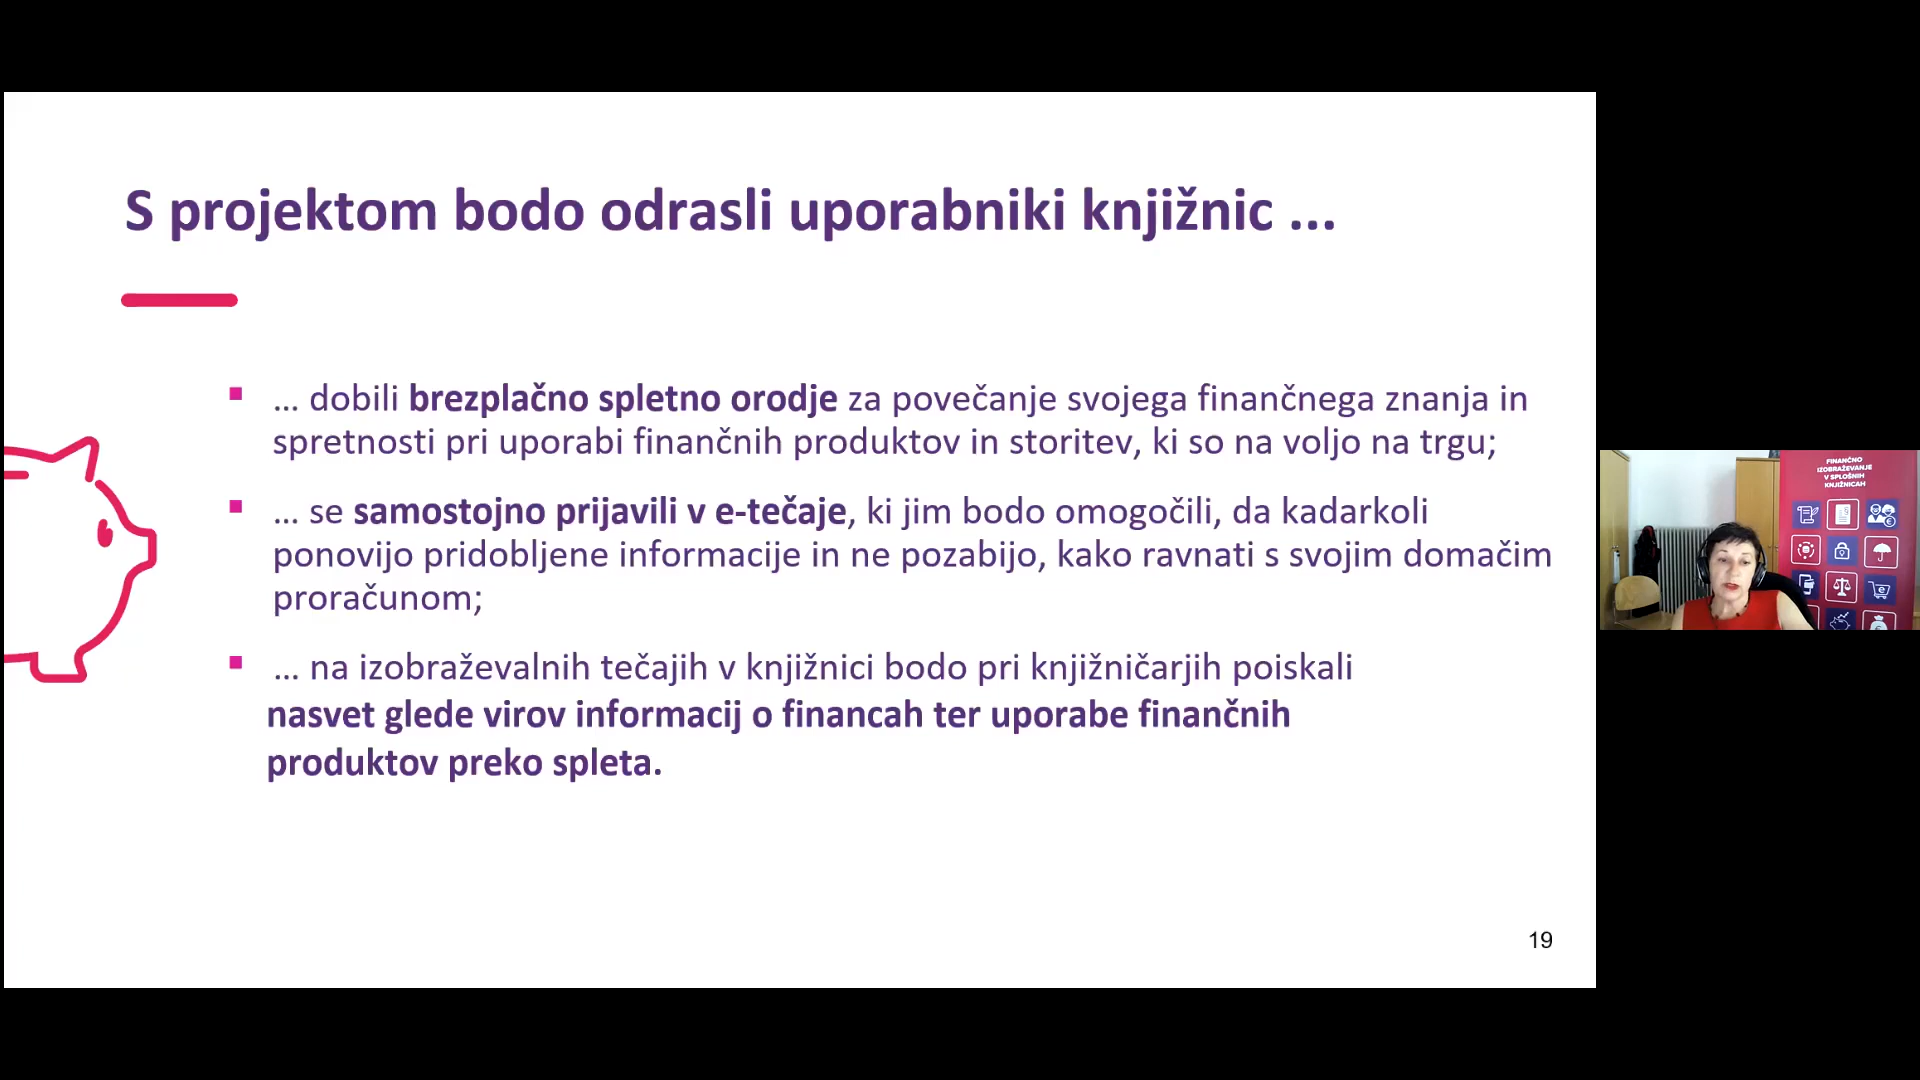 S projektom bodo odrasli uporabniki knjižnic ...
... dobili brezplačno spletno orodje za povečanje svojega finančnega znanja in
spretnosti pri uporabi finančnih produktov in storitev, ki so na voljo na trgu;
... se samostojno prijavili v e-tečaje, ki jim bodo omogočili, da kadarkoli
ponovijo pridobljene informacije in ne pozabijo, kako ravnati s svojim domačim
proračunom;
... na izobraževalnih tečajih v knjižnici bodo pri knjižničarjih poiskali
nasvet glede virov informacij o financah ter uporabe finančnih
produktov preko spleta.
19
FINANČNO
IZOBRAŽEVANJE
V SPLOŠNIH
KNJIŽNICAH